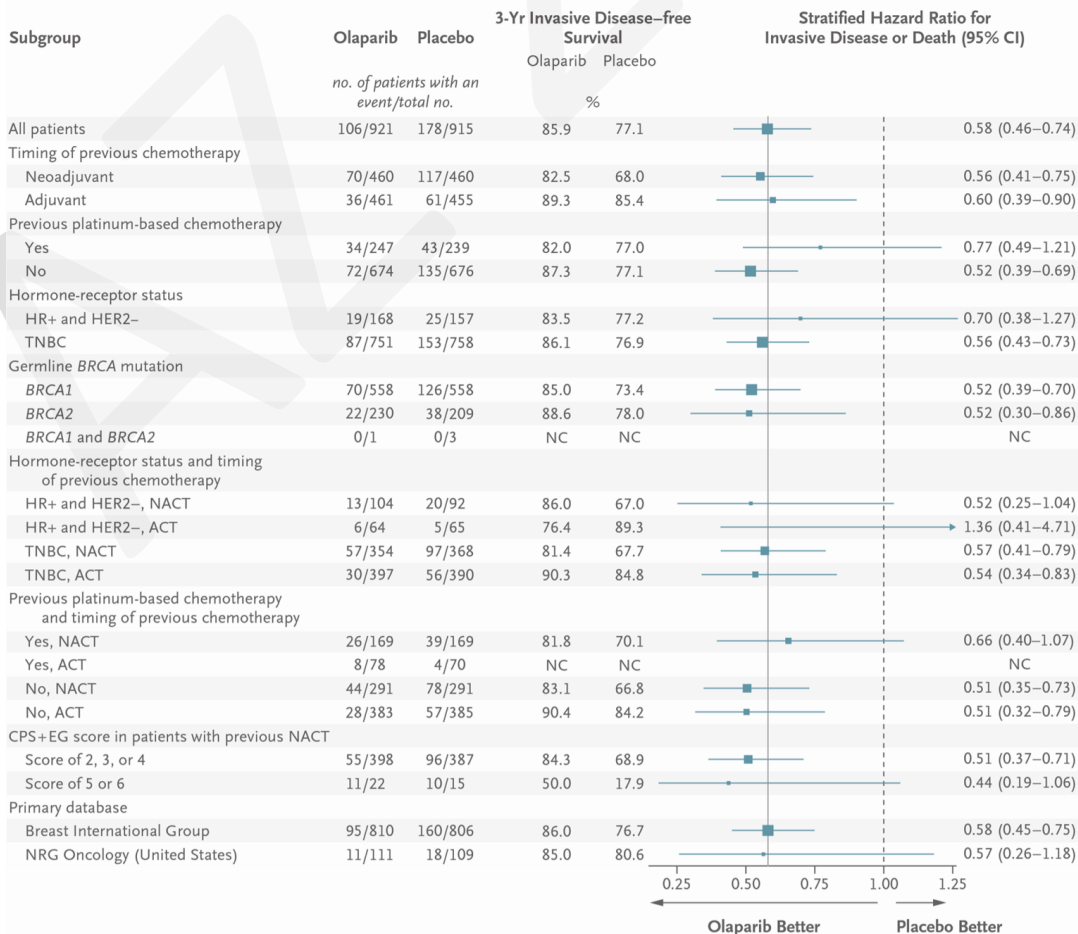 3-Yr Invasive Disease–free Survival
Stratified Hazard Ratio for Invasive Disease or Death (95% CI)
Subgroup Olaparib Placebo
Olaparib Placebo
no. of patients with an event/total no.
%
All patients 106/921 178/915 85.9 77.1 0.58 (0.46–0.74)
Timing of previous chemotherapy
Neoadjuvant 70/460 117/460 82.5 68.0 0.56 (0.41–0.75)
Adjuvant 36/461 61/455 89.3 85.4 0.60 (0.39–0.90)
Previous platinum-based chemotherapy
Yes 34/247 43/239 82.0 77.0 0.77 (0.49–1.21)
No 72/674 135/676 87.3 77.1 0.52 (0.39–0.69)
Hormone-receptor status
HR+ and HER2– 19/168 25/157 83.5 77.2 0.70 (0.38–1.27)
TNBC 87/751 153/758 86.1 76.9 0.56 (0.43–0.73)
Germline BRCA mutation
BRCA1 70/558 126/558 85.0 73.4 0.52 (0.39–0.70)
BRCA2 22/230 38/209 88.6 78.0 0.52 (0.30–0.86)
BRCA1 and BRCA2 0/1 0/3 NC NC NC
Hormone-receptor status and timing
of previous chemotherapy
HR+ and HER2–, NACT 13/104 20/92 86.0 67.0 0.52 (0.25–1.04)
HR+ and HER2–, ACT 6/64 5/65 76.4 89.3 1.36 (0.41–4.71)
TNBC, NACT 57/354 97/368 81.4 67.7 0.57 (0.41–0.79)
TNBC, ACT 30/397 56/390 90.3 84.8 0.54 (0.34–0.83)
Previous platinum-based chemotherapy
and timing of previous chemotherapy
Yes, NACT 26/169 39/169 81.8 70.1 0.66 (0.40–1.07)
Yes, ACT 8/78 4/70 NC NC NC
No, NACT 44/291 78/291 83.1 66.8 0.51 (0.35–0.73)
No, ACT 28/383 57/385 90.4 84.2 0.51 (0.32–0.79)
CPS+EG score in patients with previous NACT
Score of 2, 3, or 4 55/398 96/387 84.3 68.9 0.51 (0.37–0.71)
Score of 5 or 6 11/22 10/15 50.0 17.9 0.44 (0.19–1.06)
Primary database
Breast International Group 95/810 160/806 86.0 76.7 0.58 (0.45–0.75)
NRG Oncology (United States) 11/111 18/109 85.0 80.6 0.57 (0.26–1.18)
0.25 0.50 0.75 1.00 1.25
Olaparib Better Placebo Better